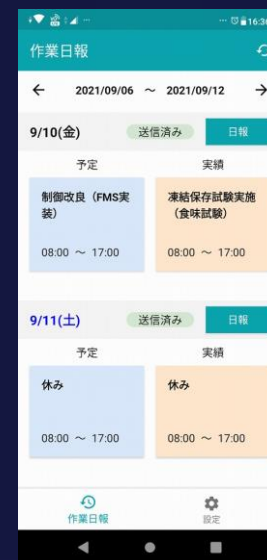 16:30
作業日報
← 2021/09/06 ～ 2021/09/12 →
9/10(金) 送信済み 日報
予定 実績
制御改良（FMS実
装）
08:00 ～ 17:00
凍結保存試験実施
（食味試験）
08:00 ～ 17:00
9/11(土) 送信済み 日報
予定 実績
休み
08:00 ～ 17:00
休み
08:00 ～ 17:00
作業日報 設定